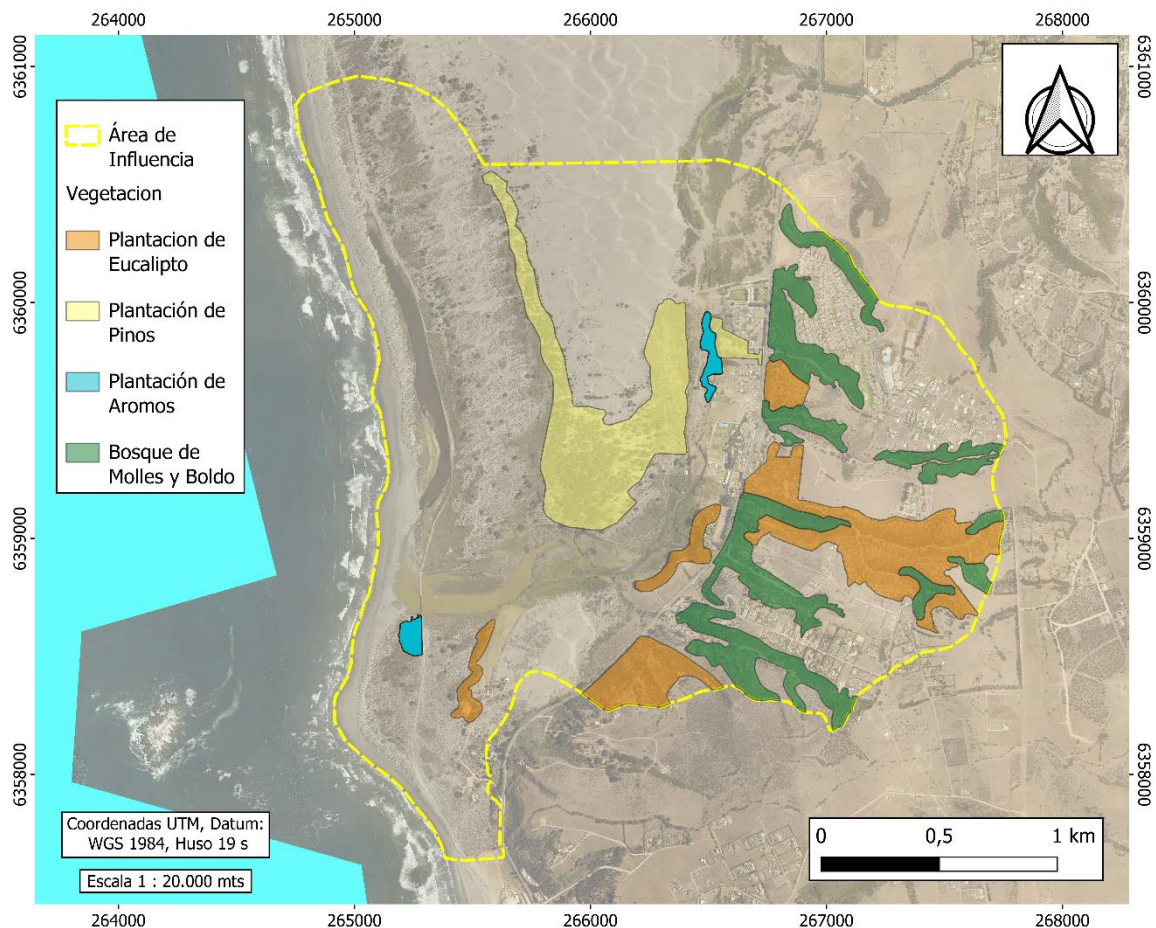 264000 265000 266000 267000 268000
6361000 6361000
Área de
Influencia
Vegetacion
Plantacion de
Eucalipto
Plantación de
Pinos
Plantación de
Aromos
Bosque de
Molles y Boldo
6360000 6360000
6359000 6359000
6358000 6358000
Coordenadas UTM, Datum:
WGS 1984, Huso 19 s
Escala 1 : 20.000 mts
0 0,5 1 km
264000 265000 266000 267000 268000